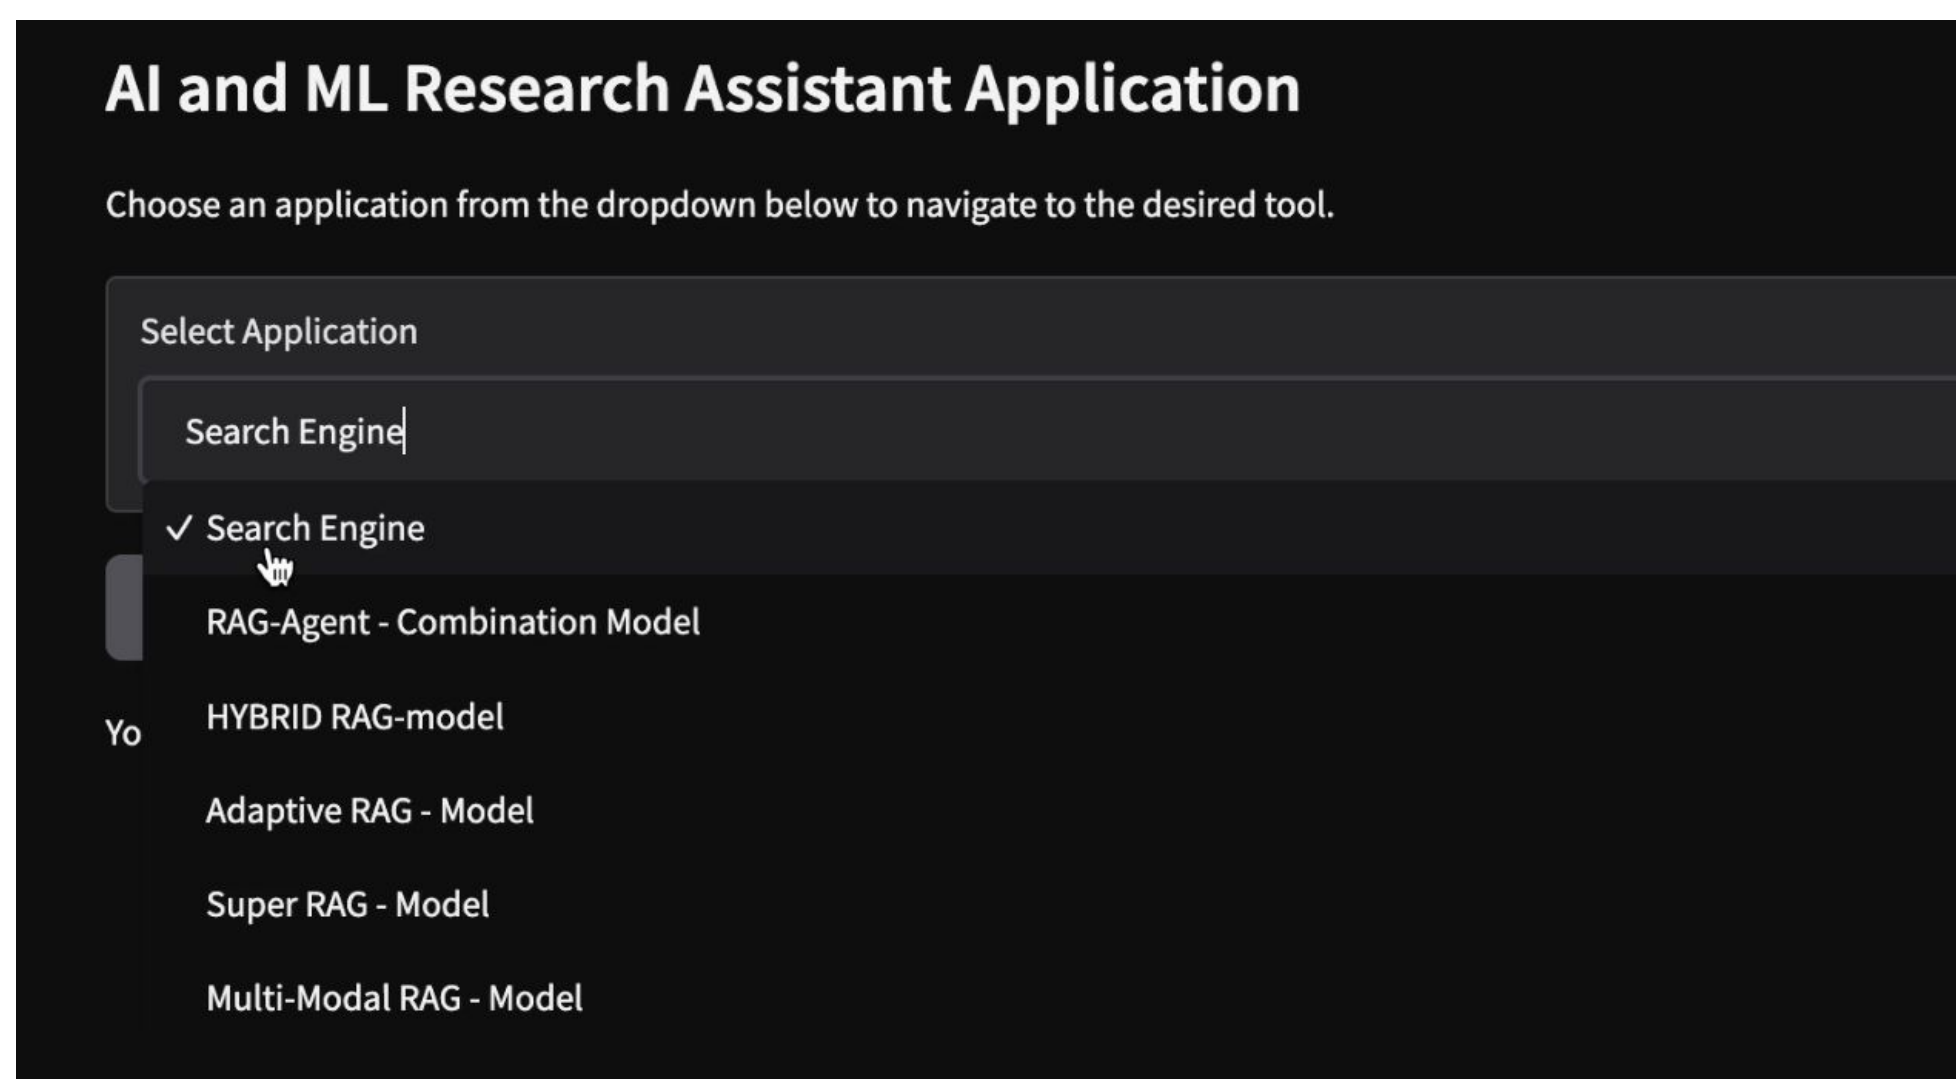 AI and ML Research Assistant Application
Choose an application from the dropdown below to navigate to the desired tool.
Select Application
Search Engine
✓ Search Engine
RAG-Agent - Combination Model
HYBRID RAG-model
Yo
Adaptive RAG - Model
Super RAG - Model
Multi-Modal RAG - Model